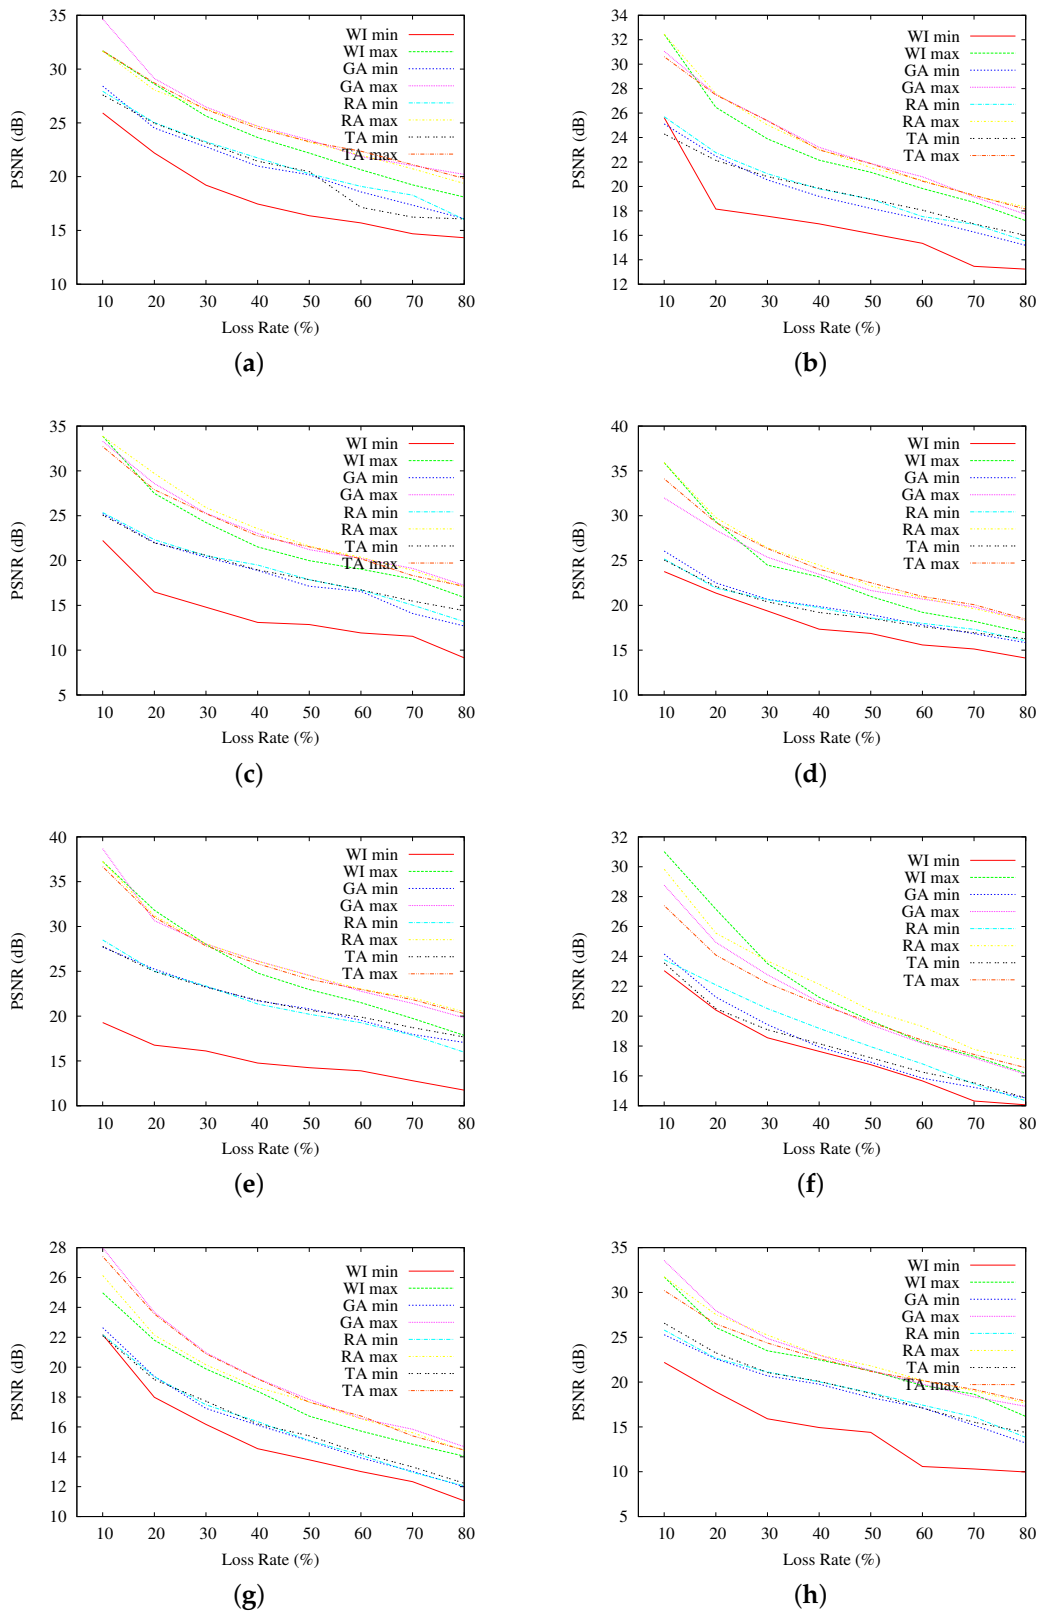 35
30
25
20
15
10
PSNR (dB)
WI min
WI max
GA min
GA max
RA min
RA max
TA min
TA max
10 20 30 40 50 60 70 80
Loss Rate (%)
(a)
34
32
30
28
26
24
22
20
18
16
14
12
PSNR (dB)
WI min
WI max
GA min
GA max
RA min
RA max
TA min
TA max
10 20 30 40 50 60 70 80
Loss Rate (%)
(b)
35
30
25
20
15
10
5
PSNR (dB)
WI min
WI max
GA min
GA max
RA min
RA max
TA min
TA max
10 20 30 40 50 60 70 80
Loss Rate (%)
(c)
40
35
30
25
20
15
10
PSNR (dB)
WI min
WI max
GA min
GA max
RA min
RA max
TA min
TA max
10 20 30 40 50 60 70 80
Loss Rate (%)
(d)
40
35
30
25
20
15
10
PSNR (dB)
WI min
WI max
GA min
GA max
RA min
RA max
TA min
TA max
10 20 30 40 50 60 70 80
Loss Rate (%)
(e)
32
30
28
26
24
22
20
18
16
14
PSNR (dB)
WI min
WI max
GA min
GA max
RA min
RA max
TA min
TA max
10 20 30 40 50 60 70 80
Loss Rate (%)
(f)
28
26
24
22
20
18
16
14
12
10
PSNR (dB)
WI min
WI max
GA min
GA max
RA min
RA max
TA min
TA max
10 20 30 40 50 60 70 80
Loss Rate (%)
(g)
35
30
25
20
15
10
5
PSNR (dB)
WI min
WI max
GA min
GA max
RA min
RA max
TA min
TA max
10 20 30 40 50 60 70 80
Loss Rate (%)
(h)